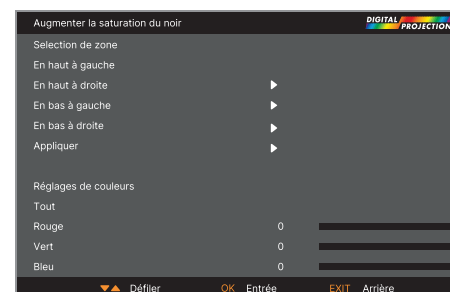 Augmenter la saturation du noir
DIGITAL PROJECTION
Selection de zone
En haut à gauche
En haut à droite
En bas à gauche
En bas à droite
Appliquer
Réglages de couleurs
Tout
Rouge 0
Vert 0
Bleu 0
Défiler OK Entrée EXIT Arrière